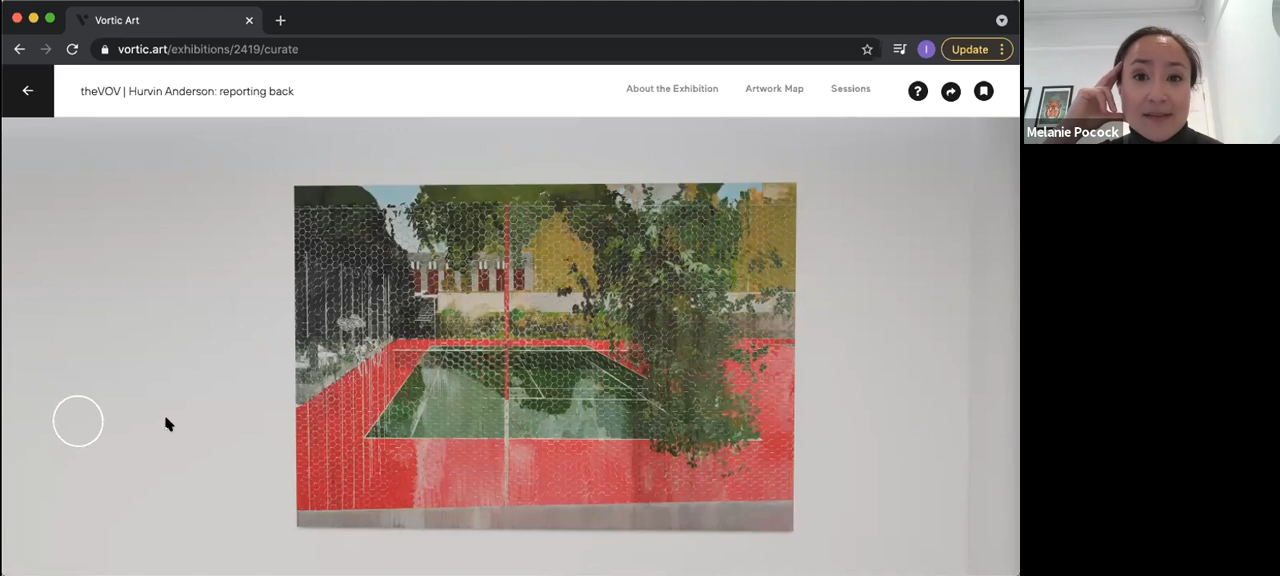 Vortic Art
vortic.art/exhibitions/2419/curate
I
Update
theVOV | Hurvin Anderson: reporting back
About the Exhibition
Artwork Map
Sessions
?
Melanie Pocock